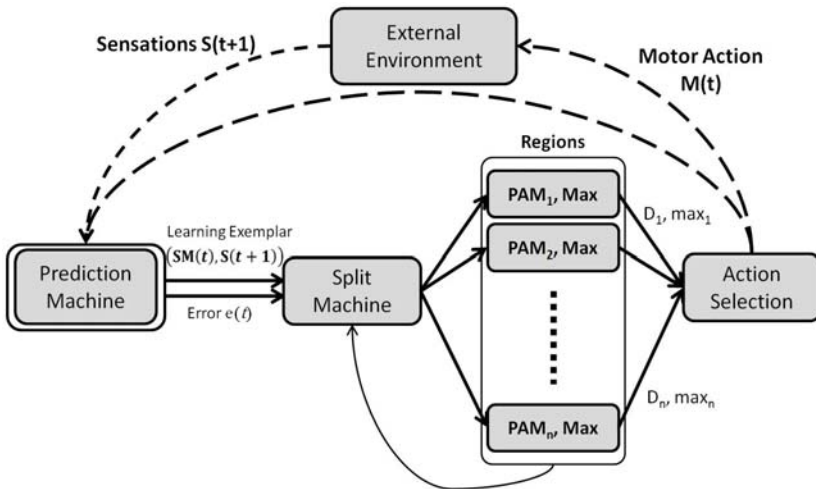 Sensations S(t+1)
External
Environment
Motor Action
M(t)
Regions
PAM₁, Max
D₁, max₁
Learning Exemplar
(SM(t), S(t + 1))
PAM₂, Max
Prediction
Machine
Split
Machine
Action
Selection
Error e(t)
Dₙ, maxₙ
PAMₙ, Max